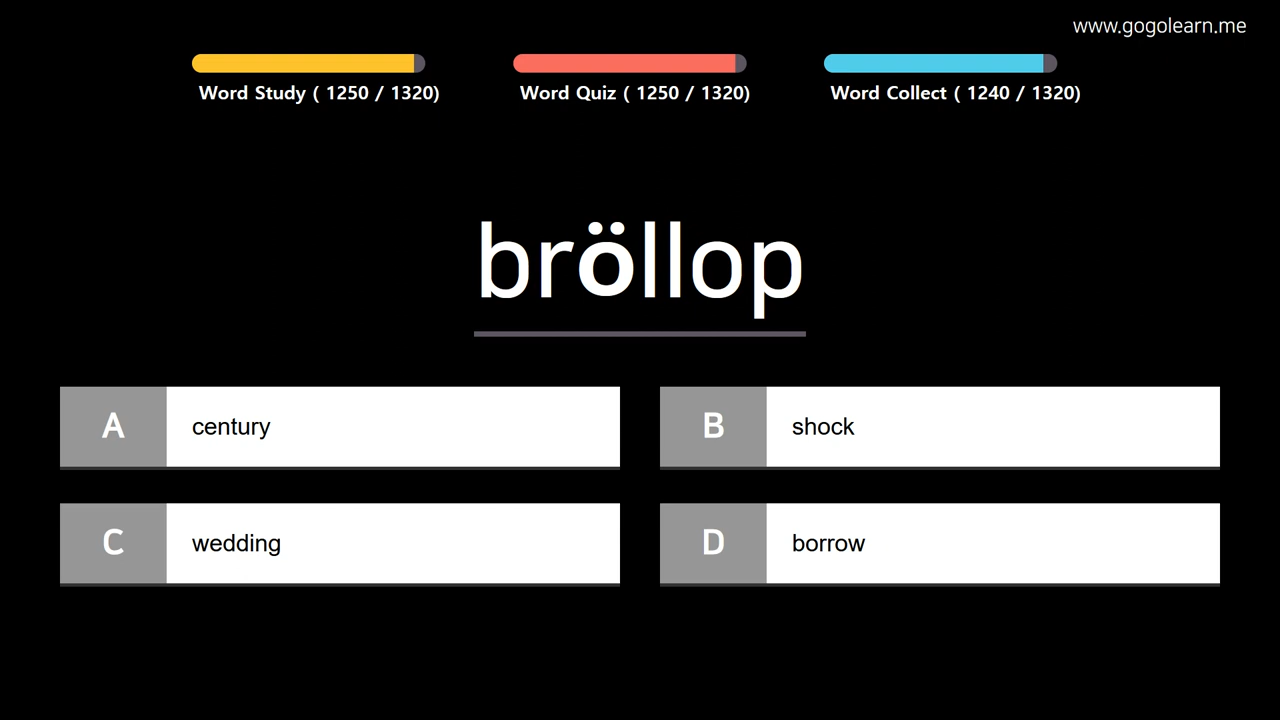 www.gogolearn.me
Word Study ( 1250 / 1320)
Word Quiz ( 1250 / 1320)
Word Collect ( 1240 / 1320)
bröllop
A century
B shock
C wedding
D borrow